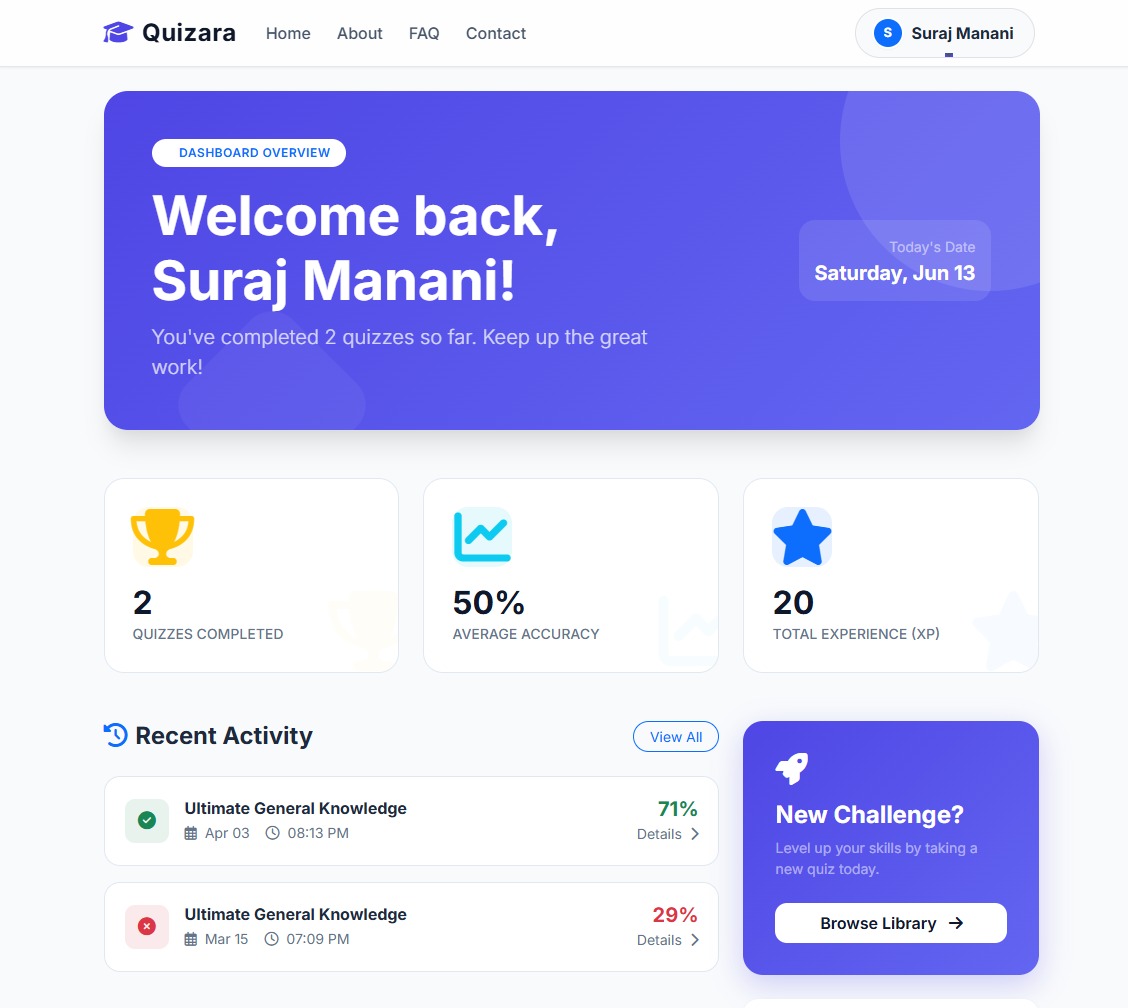 Quizara
Home
About
FAQ
Contact
S
Suraj Manani
DASHBOARD OVERVIEW
Welcome back,
Suraj Manani!
You've completed 2 quizzes so far. Keep up the great
work!
Today's Date
Saturday, Jun 13
2
QUIZZES COMPLETED
50%
AVERAGE ACCURACY
20
TOTAL EXPERIENCE (XP)
Recent Activity
View All
Ultimate General Knowledge
Apr 03
08:13 PM
71%
Details
Ultimate General Knowledge
Mar 15
07:09 PM
29%
Details
New Challenge?
Level up your skills by taking a
new quiz today.
Browse Library